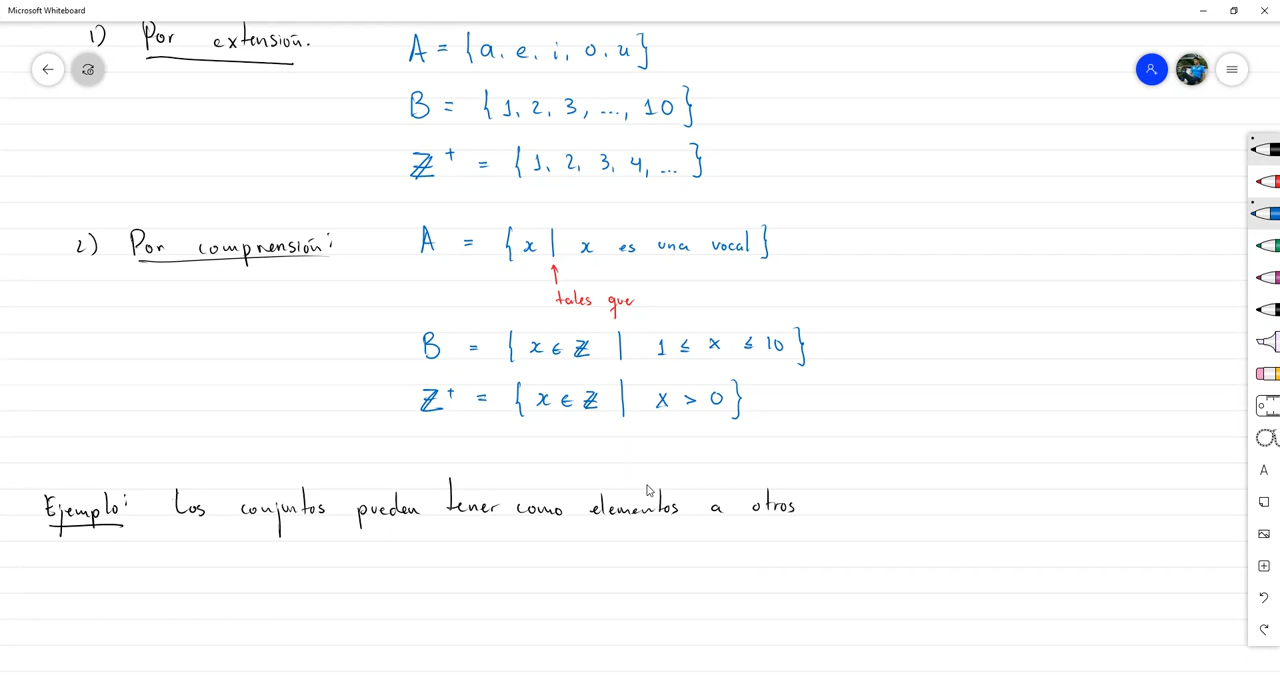 Microsoft Whiteboard
1) Por extensión.
A = {a, e, i, o, u}
B = {1, 2, 3, ..., 10}
ℤ⁺ = {1, 2, 3, 4, ...}
2) Por comprensión:
A = {x | x es una vocal}
tales que
B = {x ∈ ℤ | 1 ≤ x ≤ 10}
ℤ⁺ = {x ∈ ℤ | x > 0}
Ejemplo: Los conjuntos pueden tener como elementos a otros